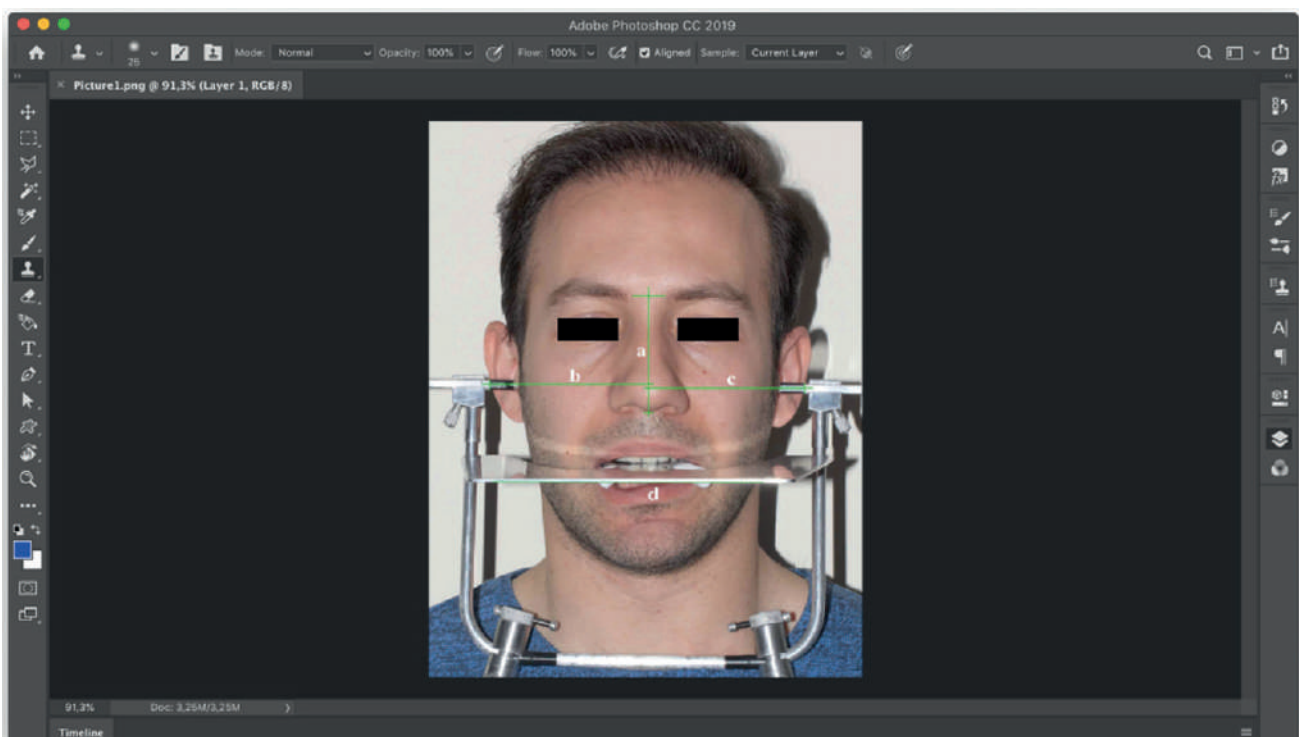 Adobe Photoshop CC 2019
25 Mode: Normal Opacity: 100% Flow: 100% Aligned Sample: Current Layer
× Picture1.png @ 91,3% (Layer 1, RGB/8)
a
b c
d
91,3% Doc: 3,25M/3,25M
Timeline